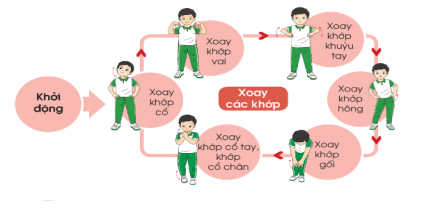 Khởi
động
Xoay
khớp
cổ
Xoay
khớp
vai
Xoay
khớp
khuỷu
tay
Xoay
khớp
hông
Xoay
khớp
gối
Xoay
khớp cổ tay,
khớp
cổ chân
Xoay
các khớp